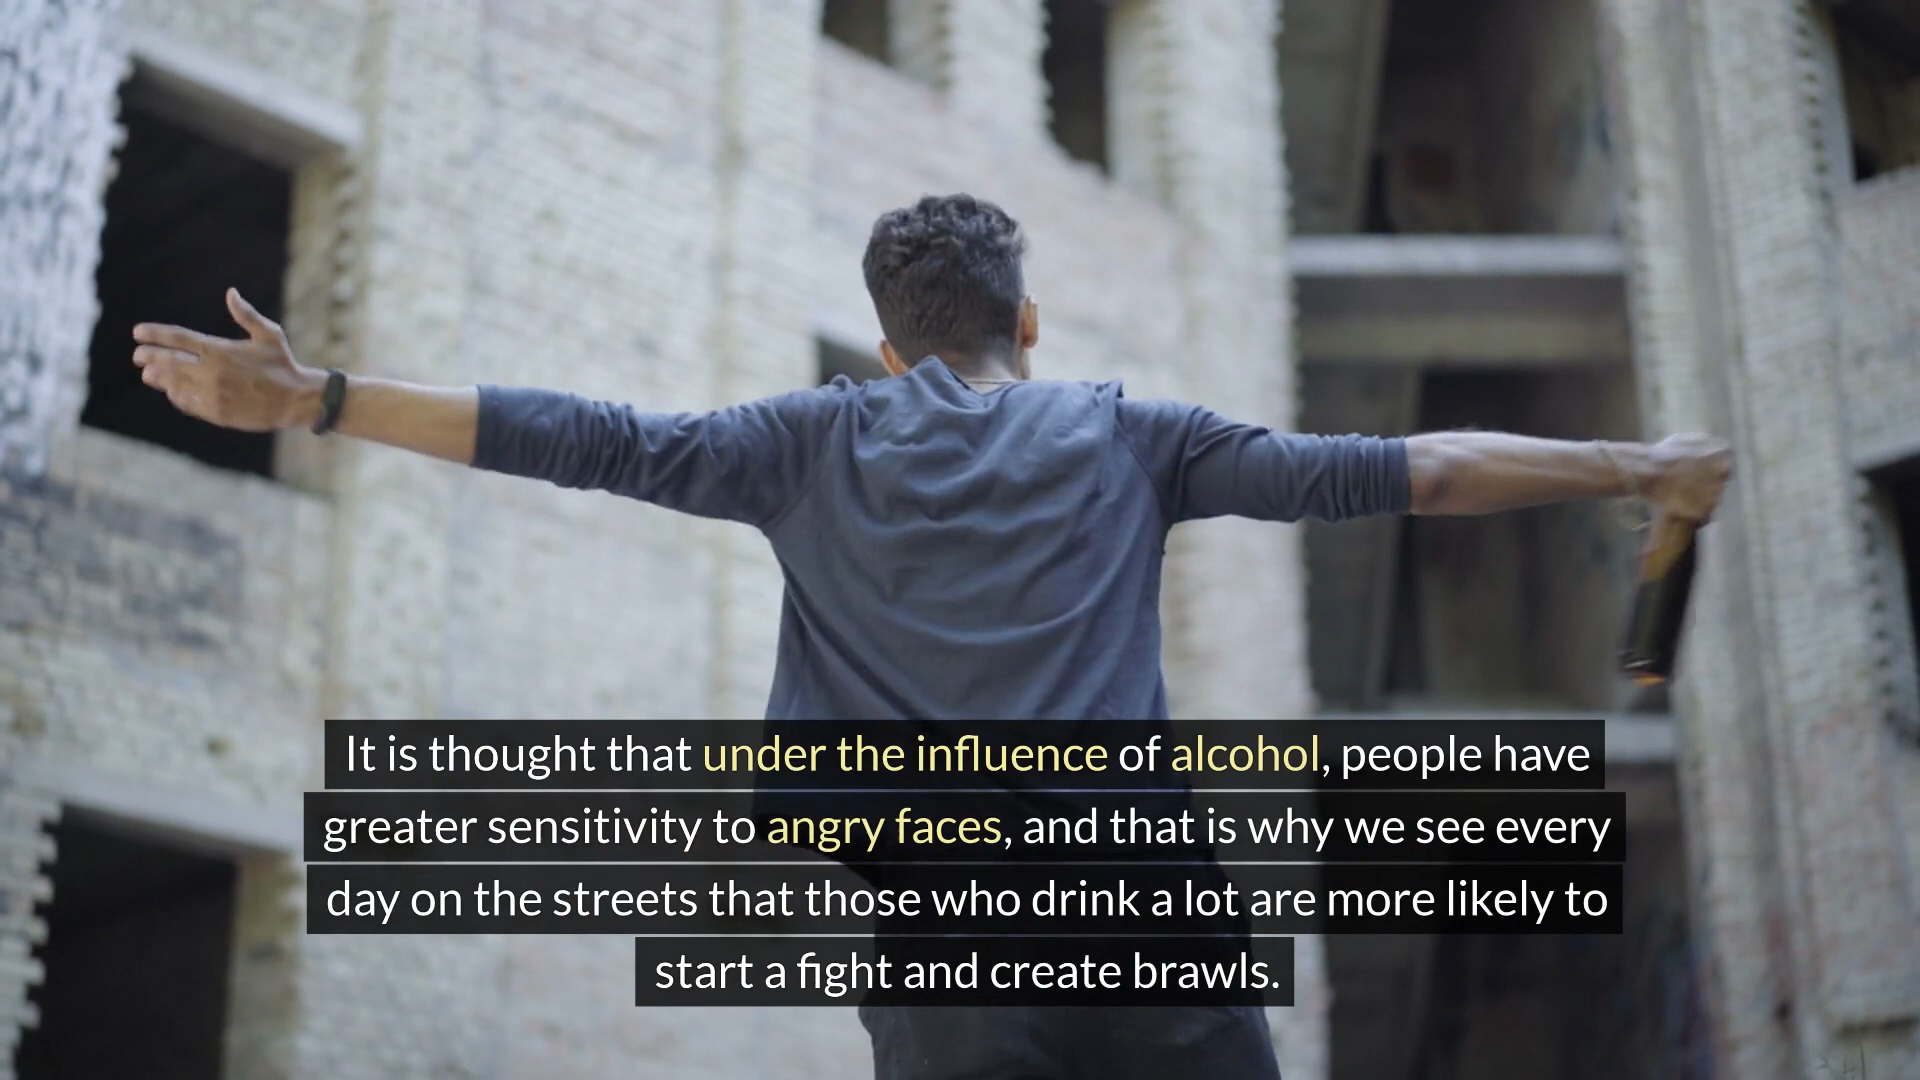 It is thought that under the influence of alcohol, people have
greater sensitivity to angry faces, and that is why we see every
day on the streets that those who drink a lot are more likely to
start a fight and create brawls.